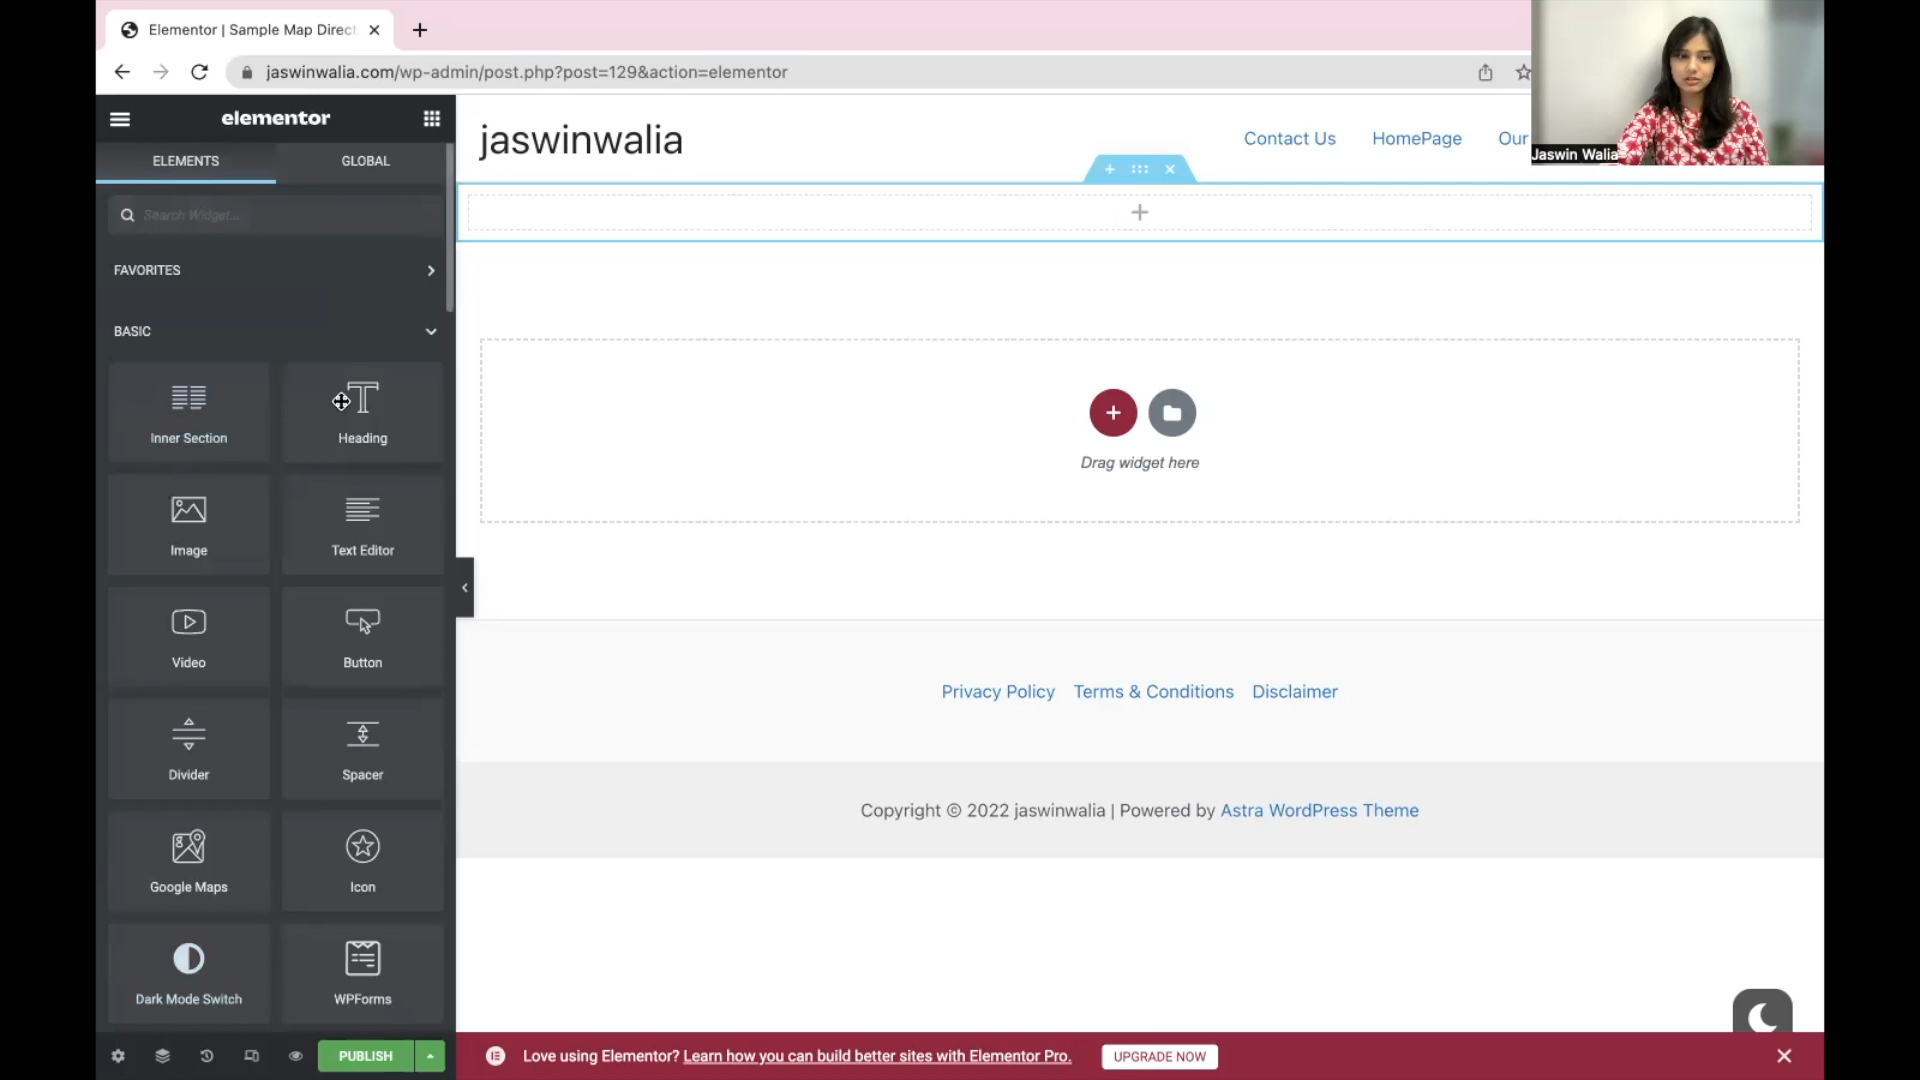 Elementor | Sample Map Direct
jaswinwalia.com/wp-admin/post.php?post=129&action=elementor
elementor
ELEMENTS GLOBAL
Search Widget...
FAVORITES
BASIC
Inner Section Heading
Image Text Editor
Video Button
Divider Spacer
Google Maps Icon
Dark Mode Switch WPForms
PUBLISH
jaswinwalia
Contact Us HomePage Our
Jaswin Walia
Drag widget here
Privacy Policy Terms & Conditions Disclaimer
Copyright © 2022 jaswinwalia | Powered by Astra WordPress Theme
Love using Elementor? Learn how you can build better sites with Elementor Pro. UPGRADE NOW